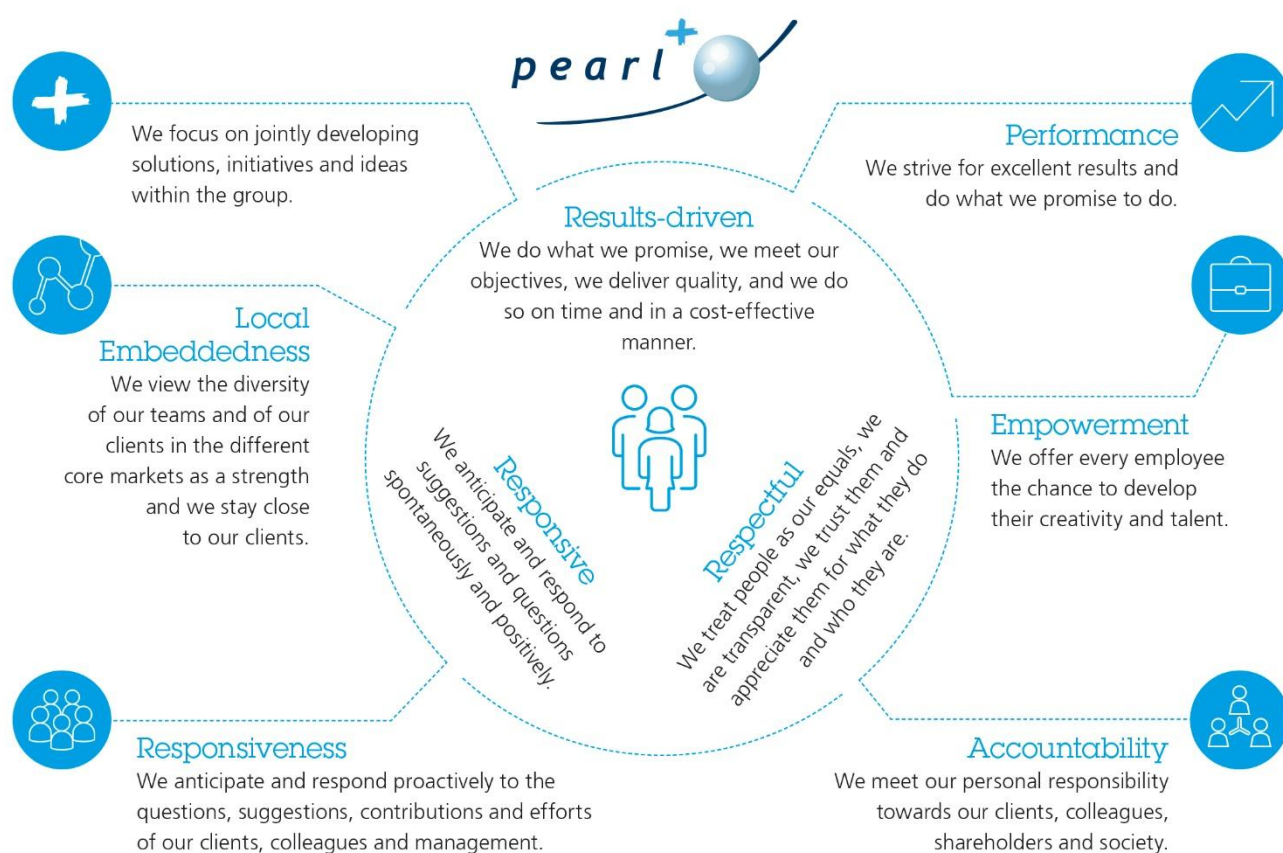 pearl+
We focus on jointly developing
solutions, initiatives and ideas
within the group.
Performance
We strive for excellent results and
do what we promise to do.
Results-driven
We do what we promise, we meet our
objectives, we deliver quality, and we do
so on time and in a cost-effective
manner.
Local
Embeddedness
We view the diversity
of our teams and of our
clients in the different
core markets as a strength
and we stay close
to our clients.
Responsive
We anticipate and respond to
suggestions and questions
spontaneously and positively.
Respectful
We treat people as our equals, we
are transparent, we trust them and
appreciate them for what they do
and who they are.
Empowerment
We offer every employee
the chance to develop
their creativity and talent.
Responsiveness
We anticipate and respond proactively to the
questions, suggestions, contributions and efforts
of our clients, colleagues and management.
Accountability
We meet our personal responsibility
towards our clients, colleagues,
shareholders and society.